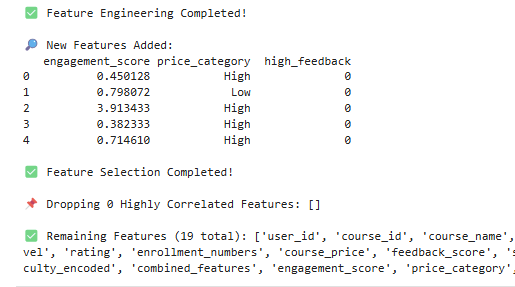 ✅ Feature Engineering Completed!
🔎 New Features Added:
engagement_score price_category high_feedback
0 0.450128 High 0
1 0.798072 Low 0
2 3.913433 High 0
3 0.382333 High 0
4 0.714610 High 0
✅ Feature Selection Completed!
📌 Dropping 0 Highly Correlated Features: []
✅ Remaining Features (19 total): ['user_id', 'course_id', 'course_name',
vel', 'rating', 'enrollment_numbers', 'course_price', 'feedback_score',
culty_encoded', 'combined_features', 'engagement_score', 'price_category',